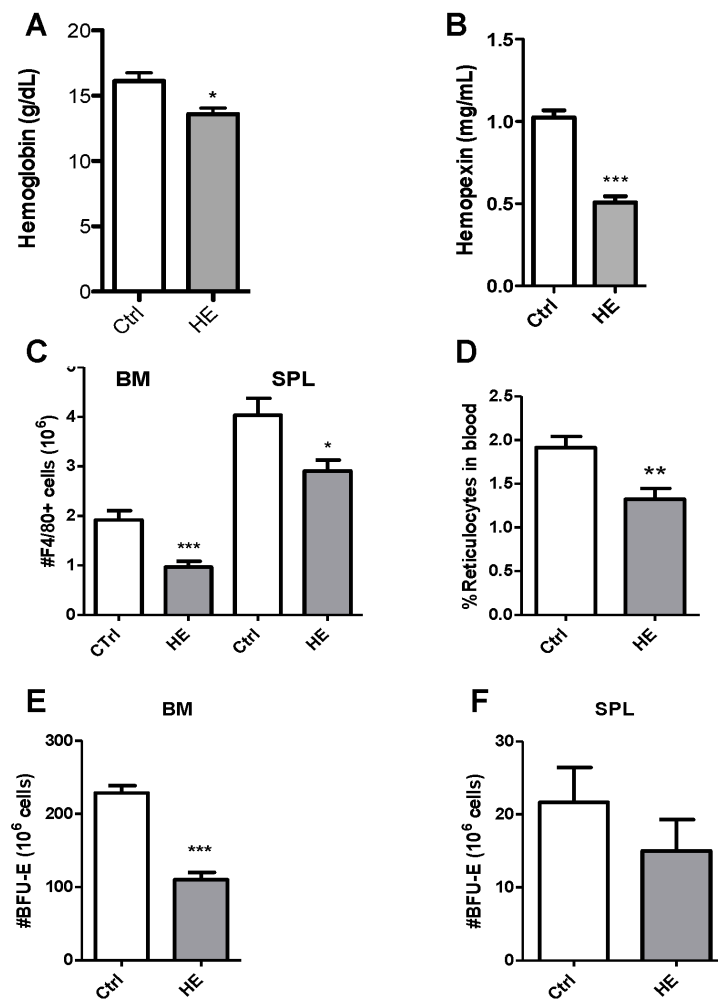 A
Hemoglobin (g/dL)
20
15
10
5
0
*
Ctrl
HE
B
Hemopexin (mg/mL)
1.5
1.0
0.5
0.0
***
Ctrl
HE
C
BM
SPL
#F4/80+ cells (10⁶)
4
3
2
1
0
***
*
CTrl
HE
Ctrl
HE
D
%Reticulocytes in blood
2.5
2.0
1.5
1.0
0.5
0.0
**
Ctrl
HE
E
BM
#BFU-E (10⁶ cells)
300
200
100
0
***
Ctrl
HE
F
SPL
#BFU-E (10⁶ cells)
30
20
10
0
Ctrl
HE